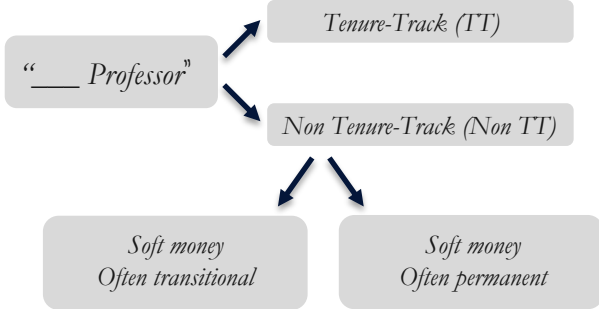 Tenure-Track (TT)
“___ Professor”
Non Tenure-Track (Non TT)
Soft money
Often transitional
Soft money
Often permanent